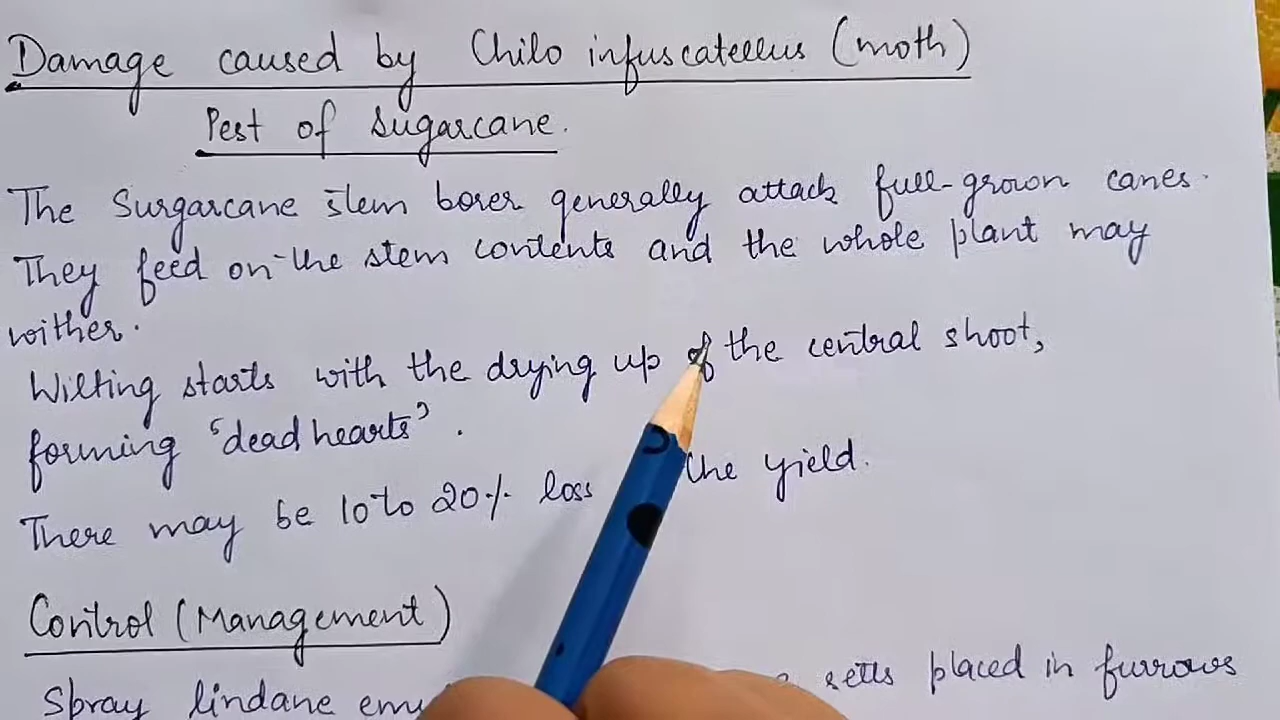 Damage caused by Chilo infuscatellus (moth)
Pest of Sugarcane.
The Surgarcane stem borer generally attack full-grown canes.
They feed on the stem contents and the whole plant may
wither.
Wilting starts with the drying up of the central shoot,
forming 'dead hearts'.
There may be 10 to 20% loss the yield.
Control (Management)
Spray lindane setts placed in furrows